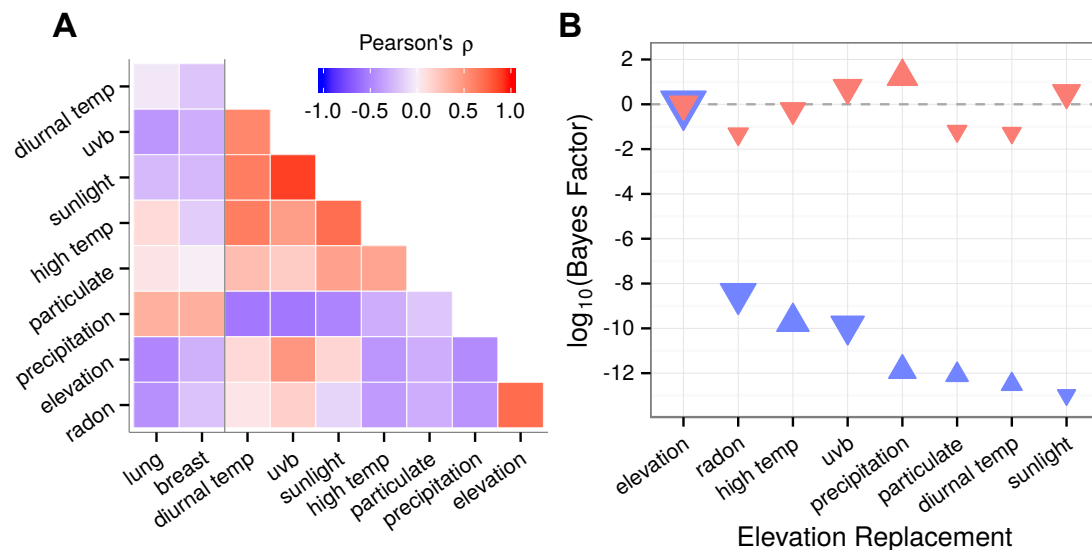 A
Pearson's ρ
-1.0 -0.5 0.0 0.5 1.0
diurnal temp
uvb
sunlight
high temp
particulate
precipitation
elevation
radon
lung
breast
diurnal temp
uvb
sunlight
high temp
particulate
precipitation
elevation
B
log10(Bayes Factor)
2
0
-2
-4
-6
-8
-10
-12
elevation
radon
high temp
uvb
precipitation
particulate
diurnal temp
sunlight
Elevation Replacement